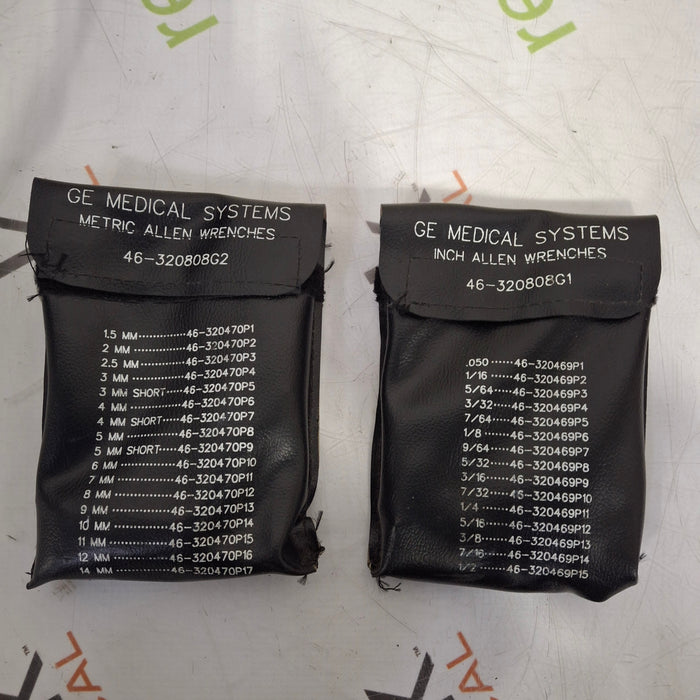 GE MEDICAL SYSTEMS
METRIC ALLEN WRENCHES
46-320808G2
1.5 MM·············46-320470P1
2 MM···············46-320470P2
2.5 MM·············46-320470P3
3 MM···············46-320470P4
3 MM SHORT····46-320470P5
4 MM···············46-320470P6
4 MM SHORT····46-320470P7
5 MM···············46-320470P8
5 MM SHORT····46-320470P9
6 MM···············46-320470P10
7 MM···············46-320470P11
8 MM···············46-320470P12
9 MM···············46-320470P13
10 MM··············46-320470P14
11 MM··············46-320470P15
12 MM··············46-320470P16
14 MM··············46-320470P17
GE MEDICAL SYSTEMS
INCH ALLEN WRENCHES
46-320808G1
.050······46-320469P1
1/16······46-320469P2
5/64······46-320469P3
3/32······46-320469P4
7/64······46-320469P5
1/8·······46-320469P6
9/64······46-320469P7
5/32······46-320469P8
3/16······46-320469P9
7/32······46-320469P10
1/4·······46-320469P11
5/16······46-320469P12
3/8·······46-320469P13
7/16······46-320469P14
1/2·······46-320469P15
re
re
AL
CAL